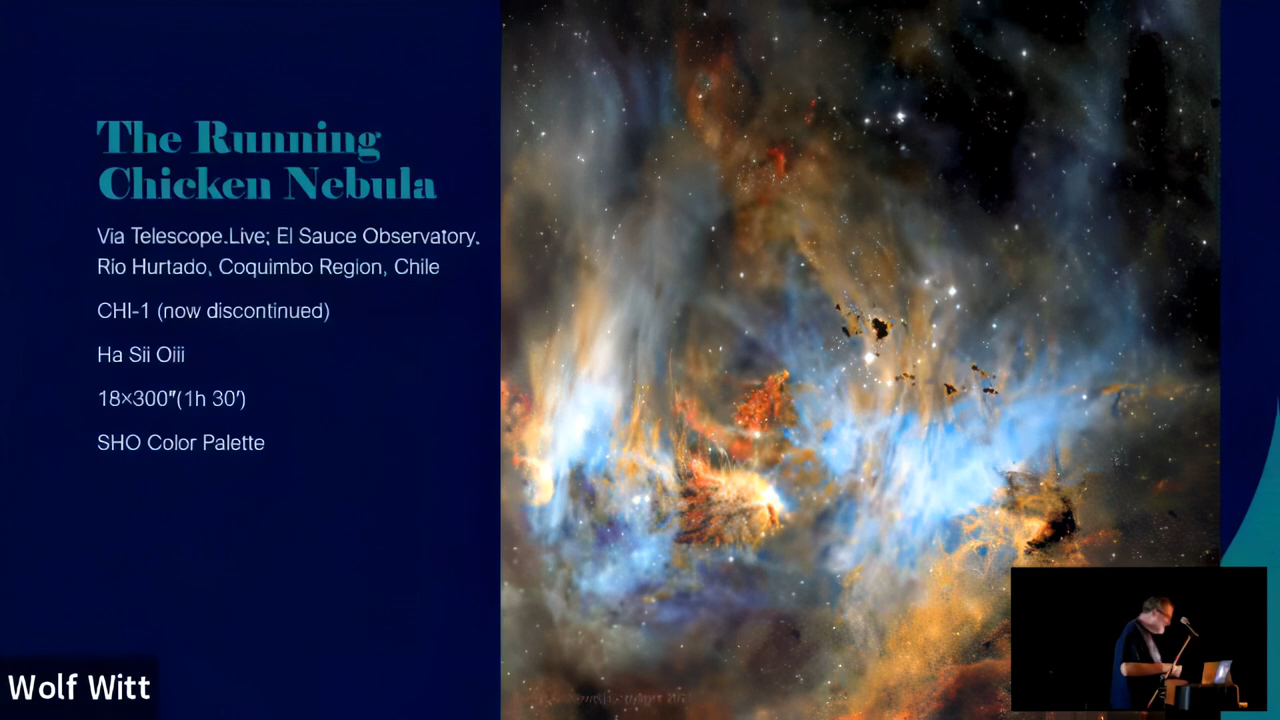 The Running
Chicken Nebula
Via Telescope.Live; El Sauce Observatory,
Río Hurtado, Coquimbo Region, Chile
CHI-1 (now discontinued)
Ha Sii Oiii
18×300″(1h 30′)
SHO Color Palette
Wolf Witt